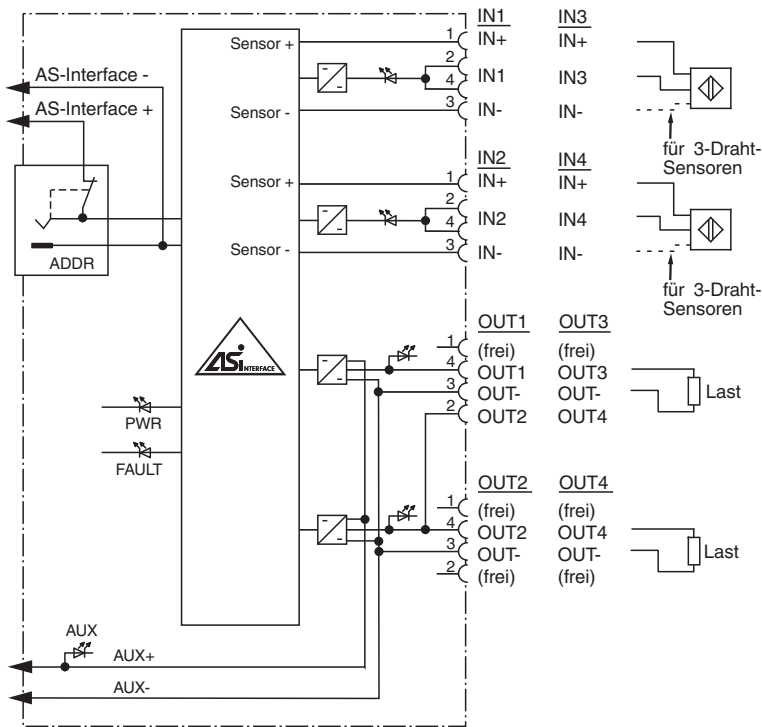 IN1 IN3
Sensor + 1 IN+ IN+
AS-Interface - 2
4 IN1 IN3
AS-Interface +
Sensor - 3 IN- IN-
für 3-Draht-
Sensoren
IN2 IN4
Sensor + 1 IN+ IN+
2
4 IN2 IN4
Sensor - 3 IN- IN-
ADDR
für 3-Draht-
Sensoren
OUT1 OUT3
1 (frei) (frei)
ASi INTERFACE
4 OUT1 OUT3
3 OUT- OUT- Last
2 OUT2 OUT4
PWR
FAULT
OUT2 OUT4
1 (frei) (frei)
4 OUT2 OUT4
3 OUT- OUT- Last
2 (frei) (frei)
AUX
AUX+
AUX-